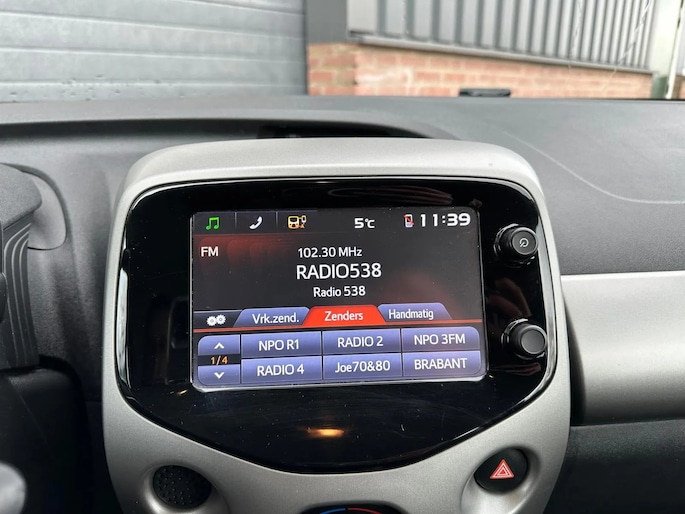 5°C 11:39
FM 102.30 MHz
RADIO538
Radio 538
Vrk.zend. Zenders Handmatig
NPO R1 RADIO 2 NPO 3FM
1/4
RADIO 4 Joe70&80 BRABANT